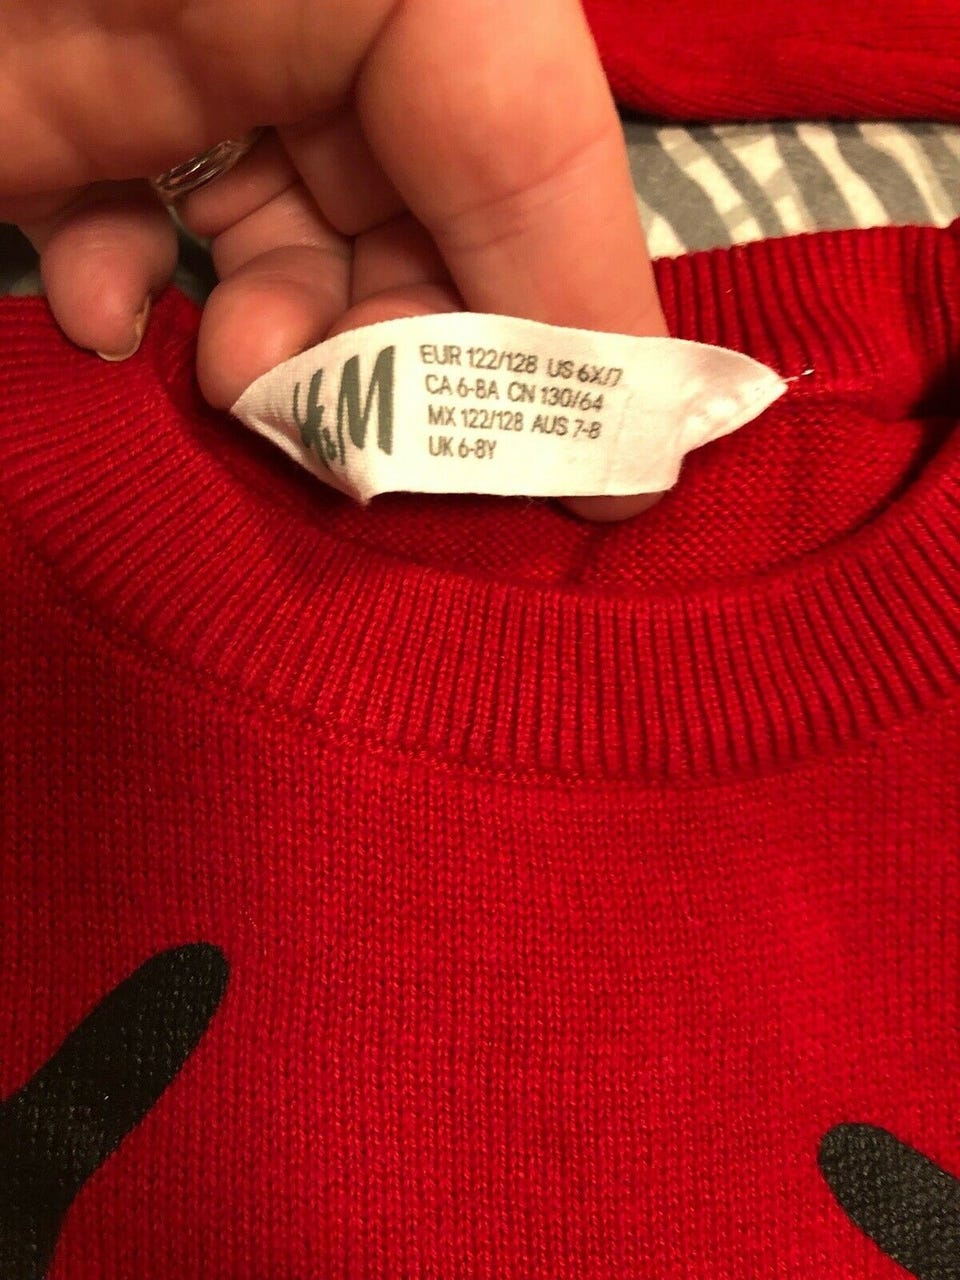 H&M
EUR 122/128 US 6X/7
CA 6-8A CN 130/64
MX 122/128 AUS 7-8
UK 6-8Y